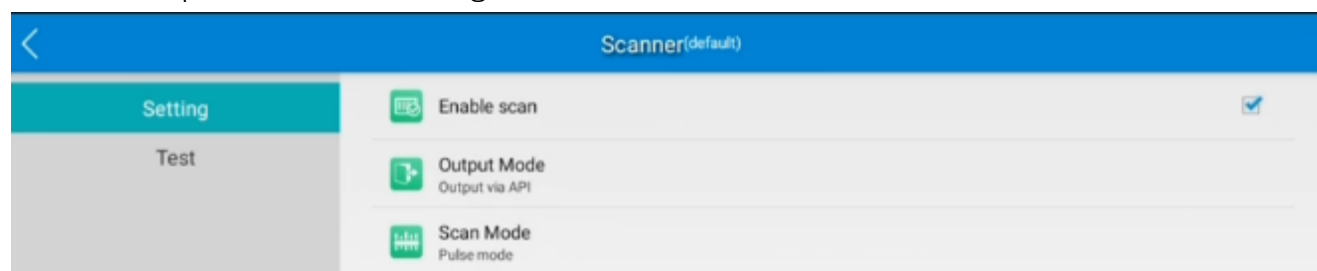 Scanner(default)
Setting
Test
Enable scan
Output Mode
Output via API
Scan Mode
Pulse mode